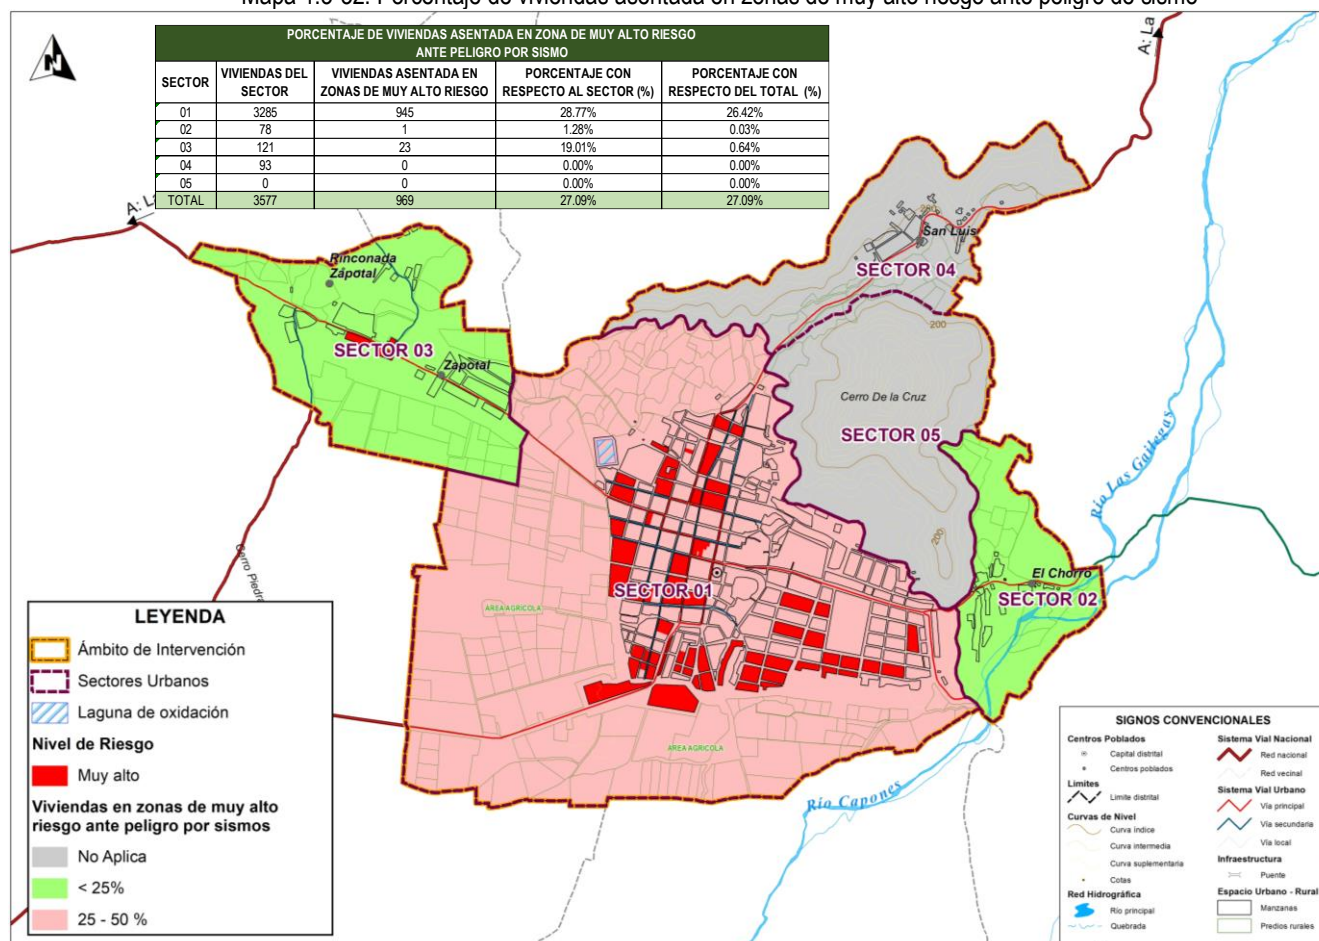 Mapa 1.6-32. Porcentaje de viviendas asentada en zonas de muy alto riesgo ante peligro de sismo
N
PORCENTAJE DE VIVIENDAS ASENTADA EN ZONA DE MUY ALTO RIESGO
ANTE PELIGRO POR SISMO
SECTOR VIVIENDAS DEL SECTOR VIVIENDAS ASENTADA EN ZONAS DE MUY ALTO RIESGO PORCENTAJE CON RESPECTO AL SECTOR (%) PORCENTAJE CON RESPECTO DEL TOTAL (%)
01 3285 945 28.77% 26.42%
02 78 1 1.28% 0.03%
03 121 23 19.01% 0.64%
04 93 0 0.00% 0.00%
05 0 0 0.00% 0.00%
TOTAL 3577 969 27.09% 27.09%
A: La
A: La
San Luis
SECTOR 04
Rinconada
Zapotal
200
SECTOR 03
Zapotal
Cerro De la Cruz
SECTOR 05
Río Las Gallegas
200
Cerro Piedra
El Chorro
SECTOR 01
SECTOR 02
AREA AGRICOLA
AREA AGRICOLA
Río Capones
LEYENDA
Ámbito de Intervención
Sectores Urbanos
Laguna de oxidación
Nivel de Riesgo
Muy alto
Viviendas en zonas de muy alto
riesgo ante peligro por sismos
No Aplica
< 25%
25 - 50 %
SIGNOS CONVENCIONALES
Centros Poblados
Capital distrital
Centros poblados
Limites
Limite distrital
Curvas de Nivel
Curva índice
Curva intermedia
Curva suplementaria
Cotas
Red Hidrográfica
Río principal
Quebrada
Sistema Vial Nacional
Red nacional
Red vecinal
Sistema Vial Urbano
Vía principal
Vía secundaria
Vía local
Infraestructura
Puente
Espacio Urbano - Rural
Manzanas
Predios rurales